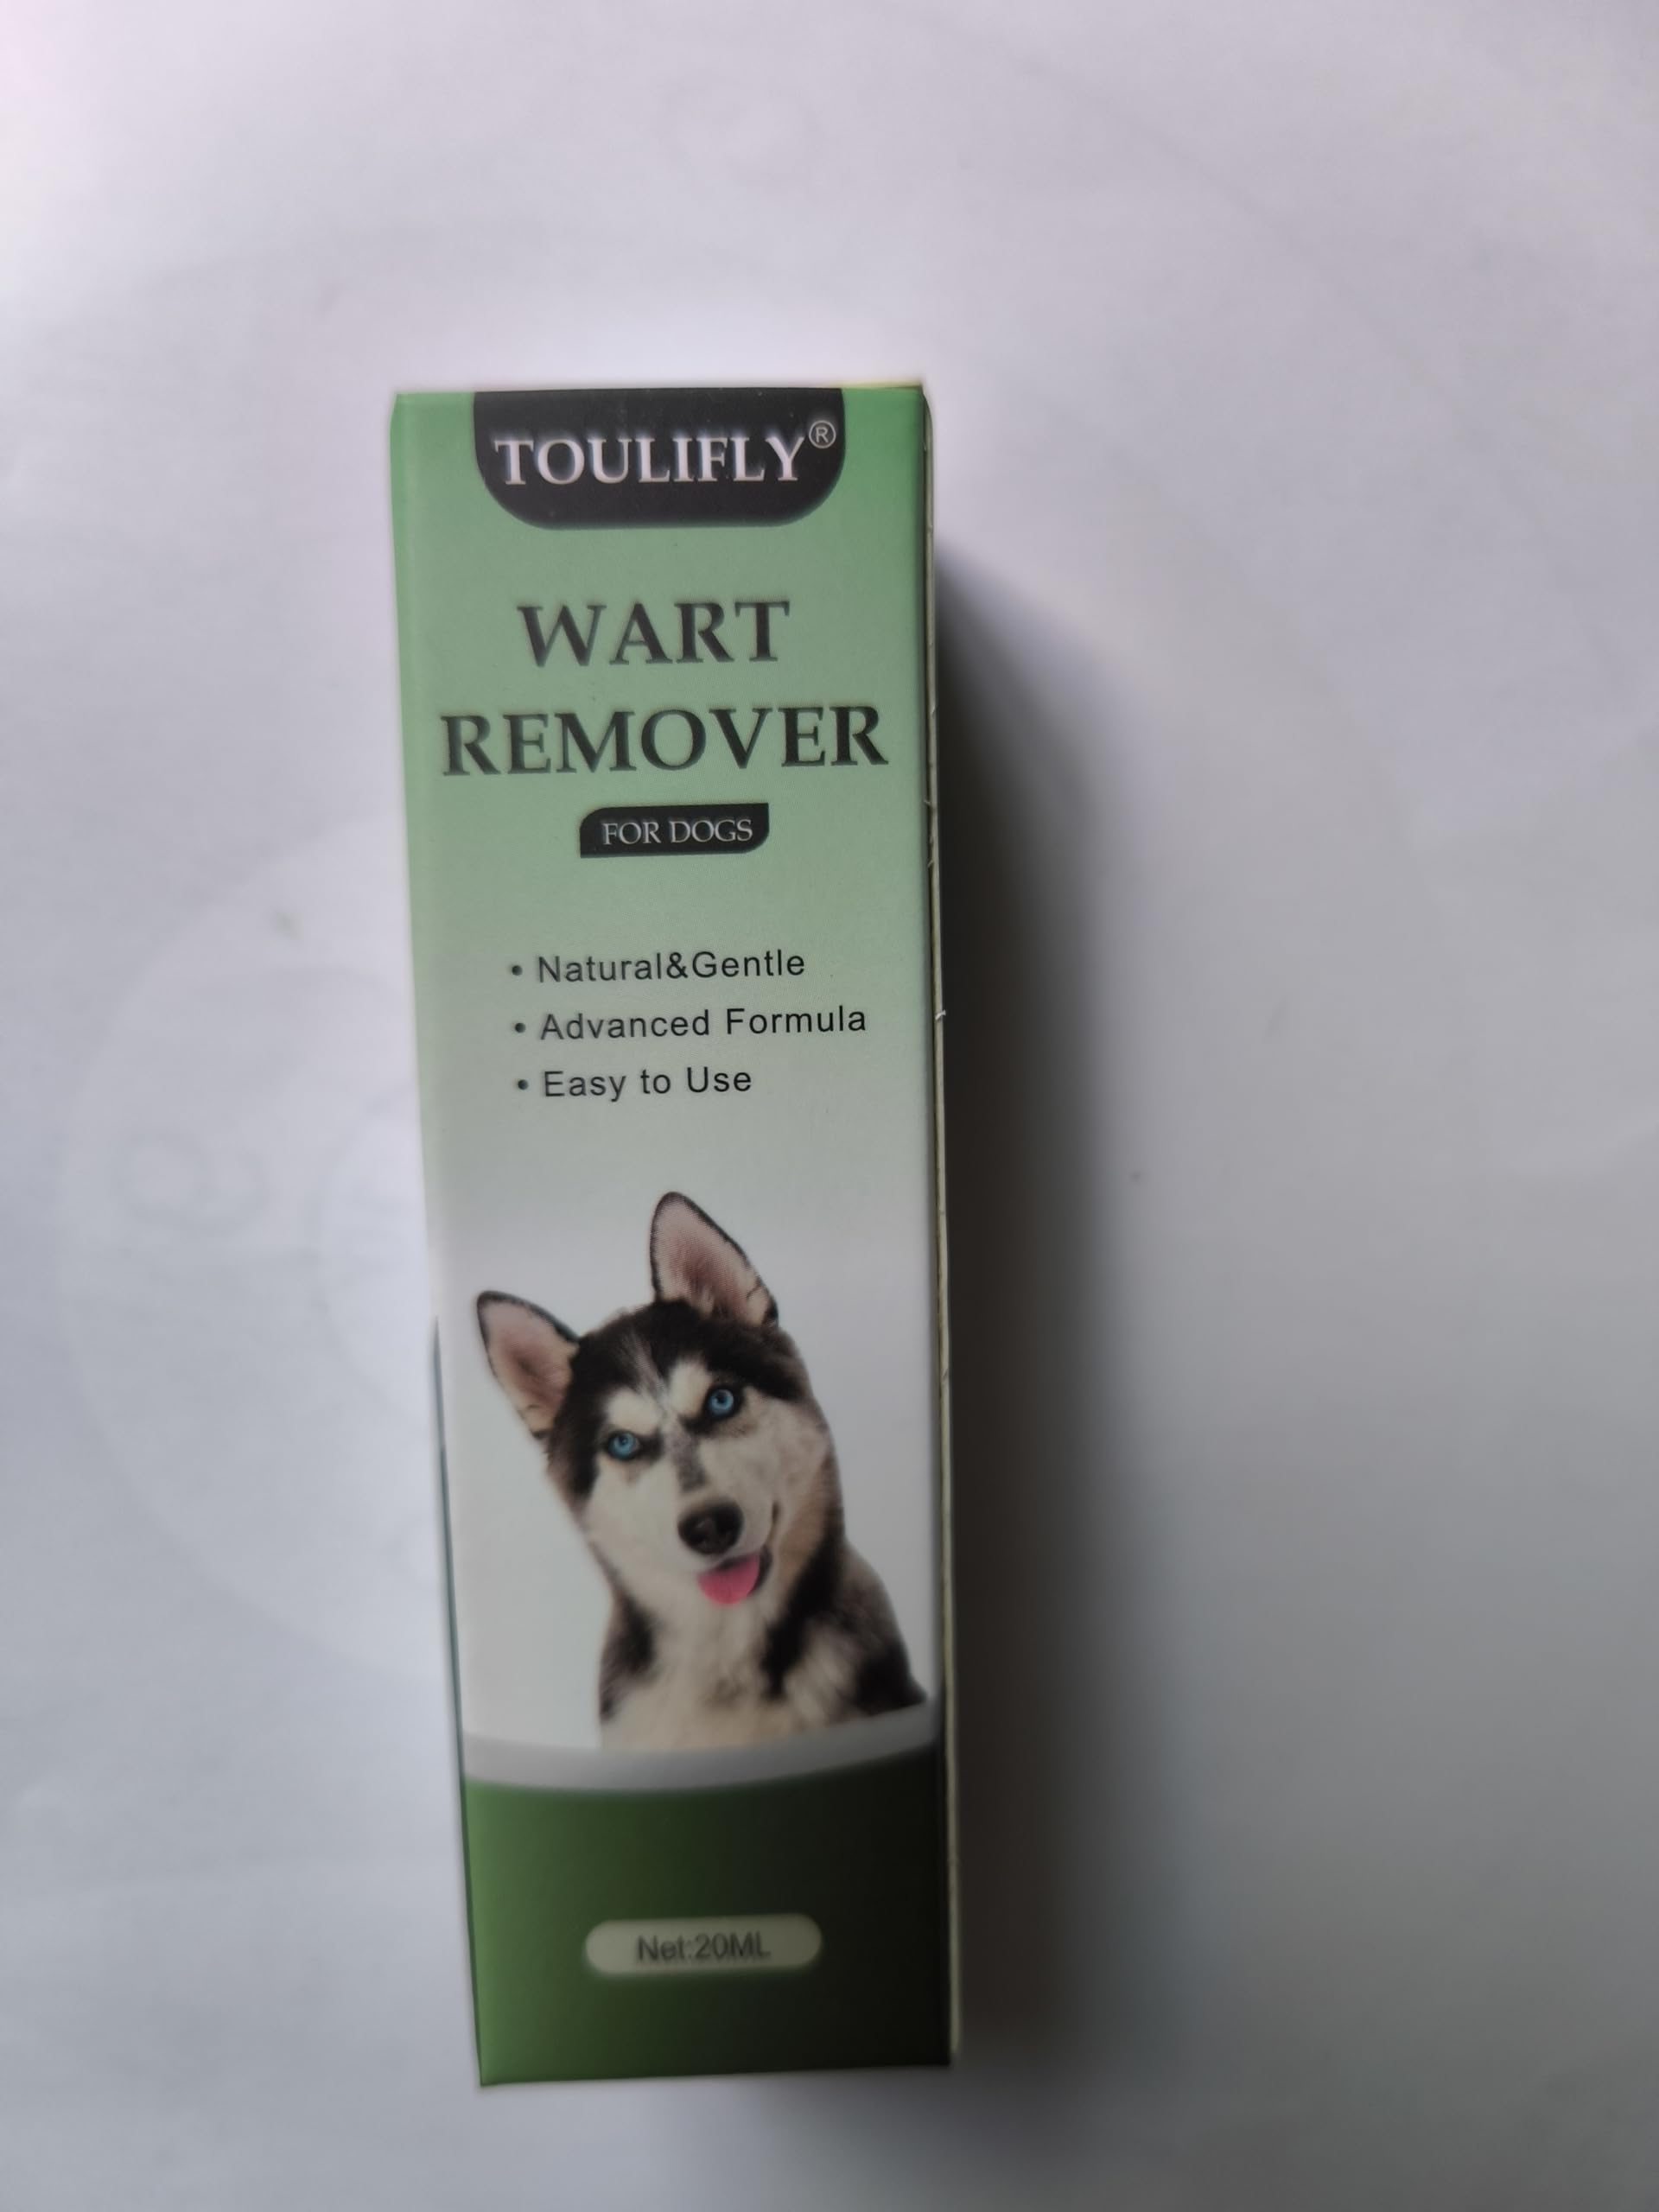 TOULIFLY®
WART
REMOVER
FOR DOGS
• Natural&Gentle
• Advanced Formula
• Easy to Use
Net:20ML